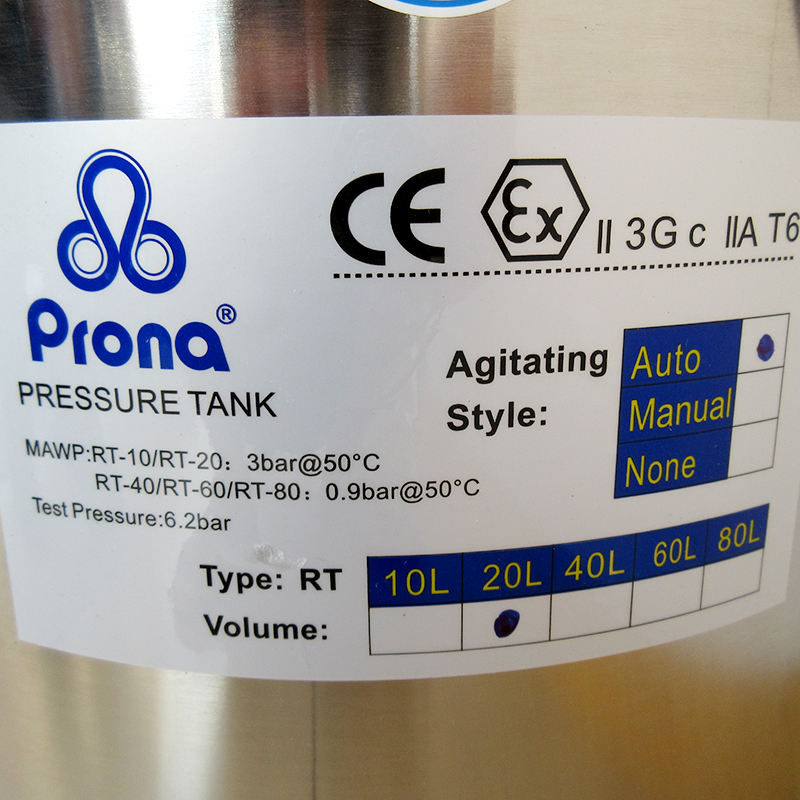 CE Ex II 3G c IIA T6
Prona®
PRESSURE TANK
MAWP:RT-10/RT-20: 3bar@50°C
RT-40/RT-60/RT-80: 0.9bar@50°C
Test Pressure:6.2bar
Agitating Style:
Auto
Manual
None
Type: RT
Volume:
10L 20L 40L 60L 80L